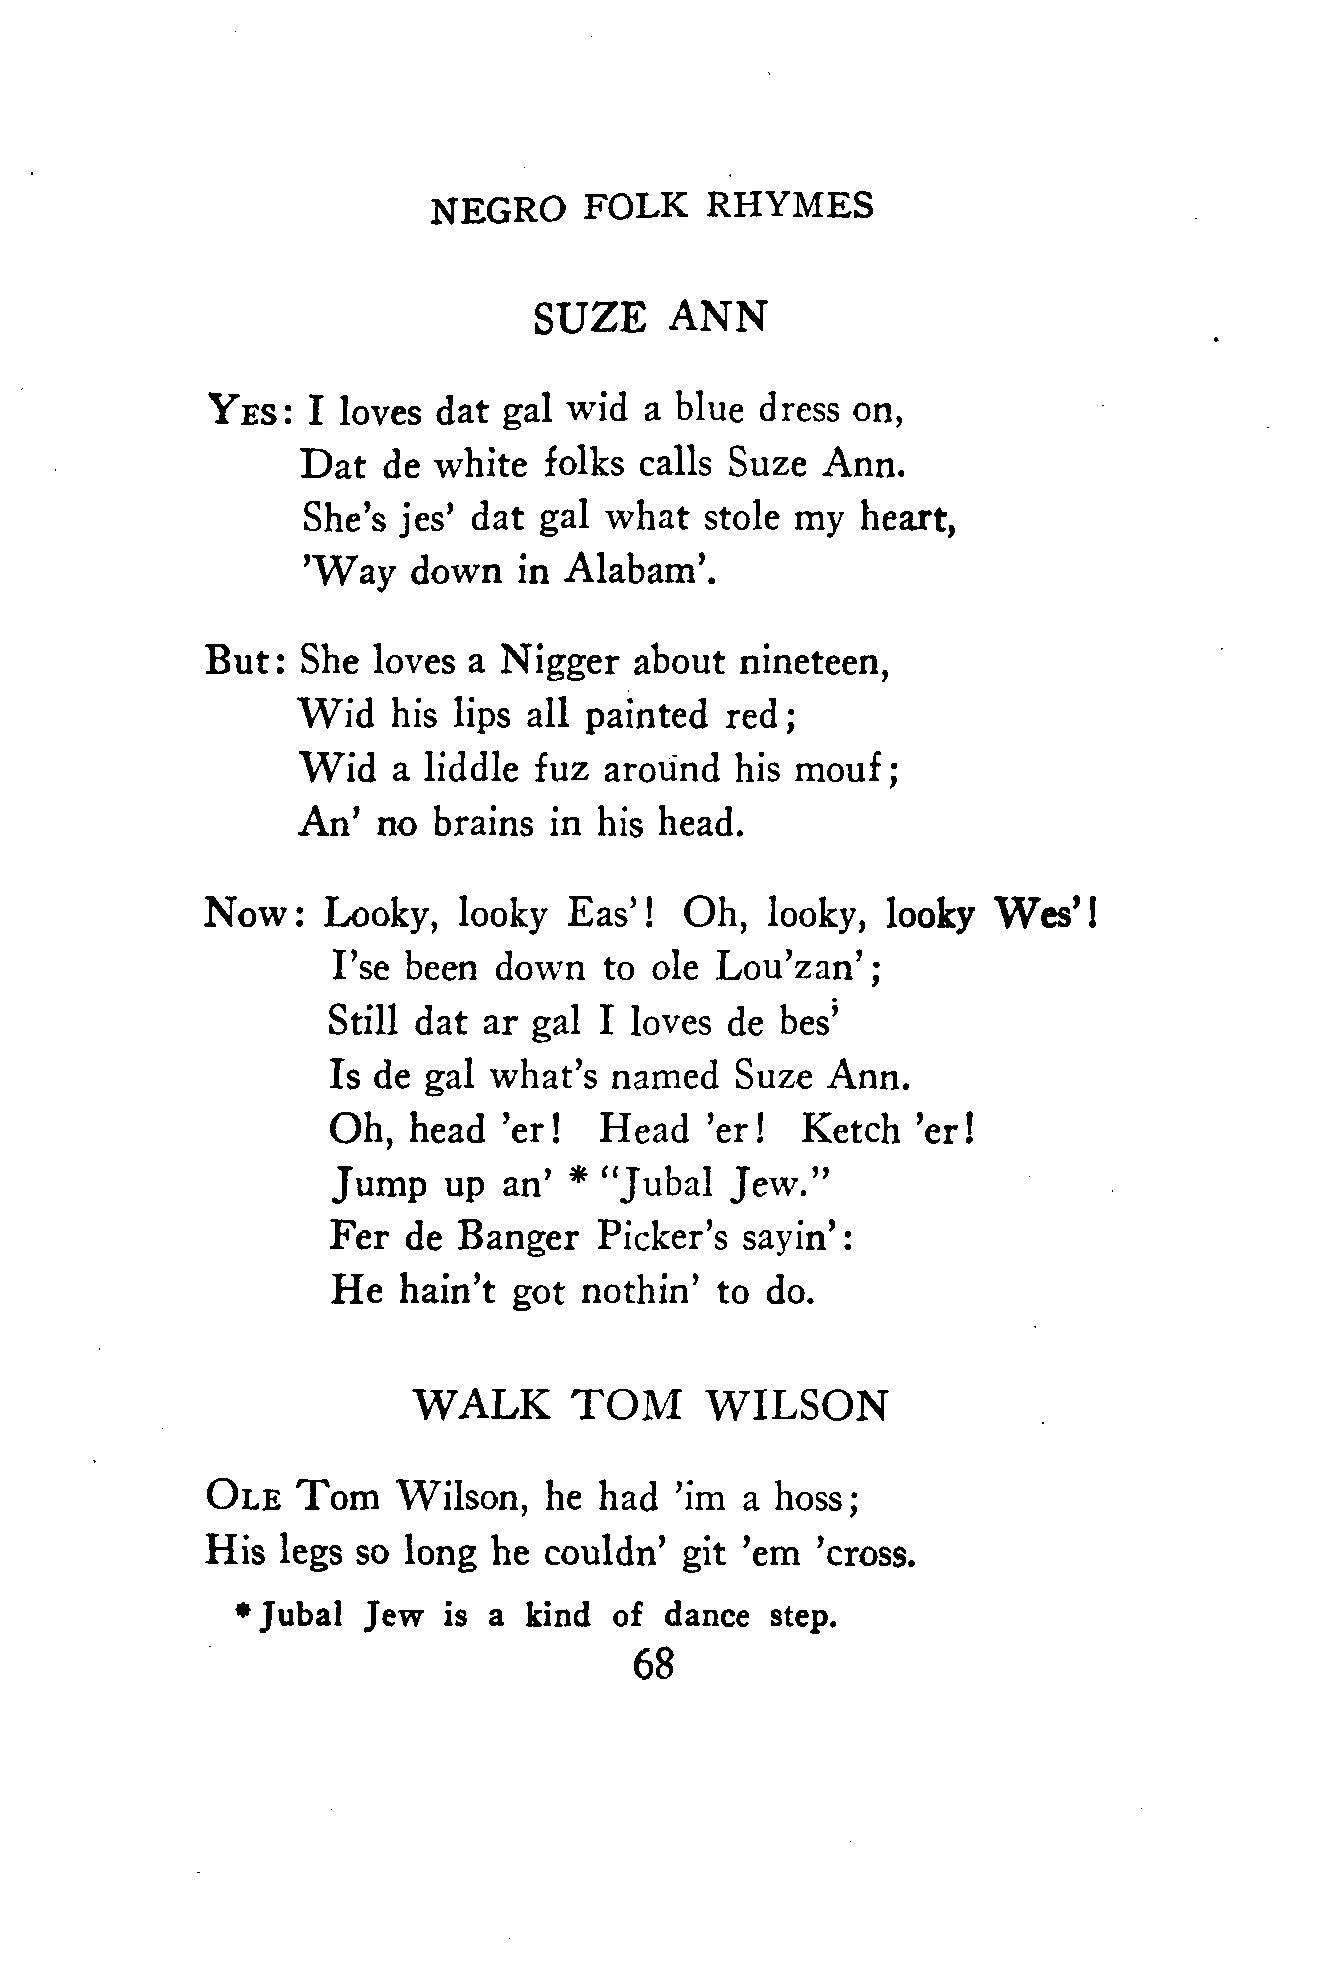 NEGRO FOLK RHYMES
SUZE ANN
YES: I loves dat gal wid a blue dress on,
Dat de white folks calls Suze Ann.
She's jes' dat gal what stole my heart,
'Way down in Alabam'.
But: She loves a Nigger about nineteen,
Wid his lips all painted red;
Wid a liddle fuz around his mouf;
An' no brains in his head.
Now: Looky, looky Eas'! Oh, looky, looky Wes'!
I'se been down to ole Lou'zan';
Still dat ar gal I loves de bes'
Is de gal what's named Suze Ann.
Oh, head 'er! Head 'er! Ketch 'er!
Jump up an' * "Jubal Jew."
Fer de Banger Picker's sayin':
He hain't got nothin' to do.
WALK TOM WILSON
OLE Tom Wilson, he had 'im a hoss;
His legs so long he couldn' git 'em 'cross.
* Jubal Jew is a kind of dance step.
68